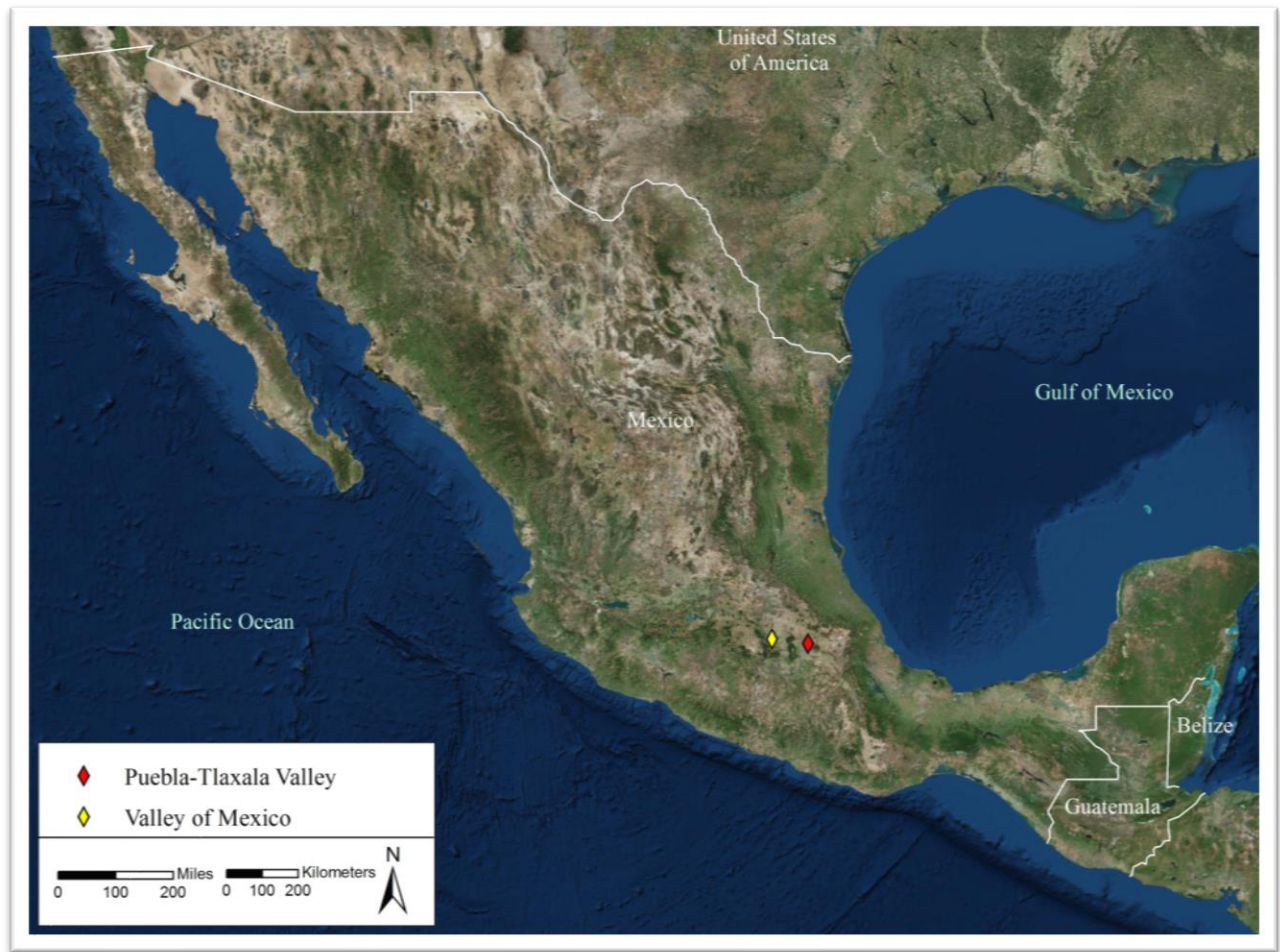 United States
of America
Gulf of Mexico
Mexico
Pacific Ocean
Belize
Guatemala
Puebla-Tlaxala Valley
Valley of Mexico
Miles
0 100 200
Kilometers
0 100 200
N